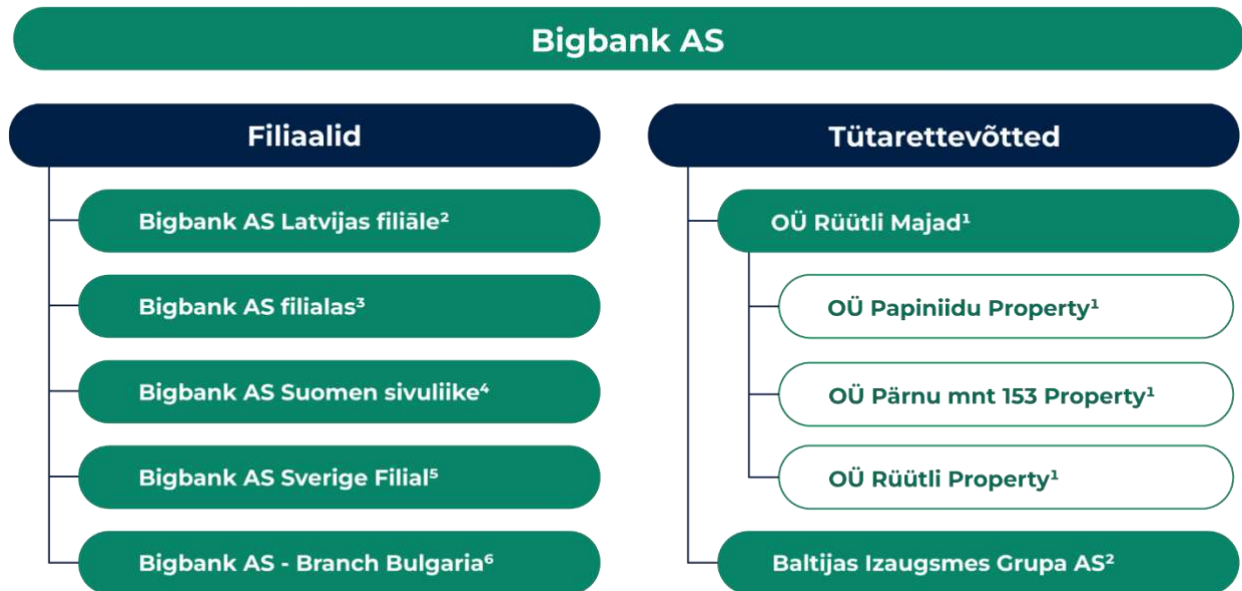 Bigbank AS
Filiaalid
Bigbank AS Latvijas filiāle²
Bigbank AS filialas³
Bigbank AS Suomen sivuliike⁴
Bigbank AS Sverige Filial⁵
Bigbank AS - Branch Bulgaria⁶
Tütarettevõtted
OÜ Rüütli Majad¹
OÜ Papiniidu Property¹
OÜ Pärnu mnt 153 Property¹
OÜ Rüütli Property¹
Baltijas Izaugsmes Grupa AS²